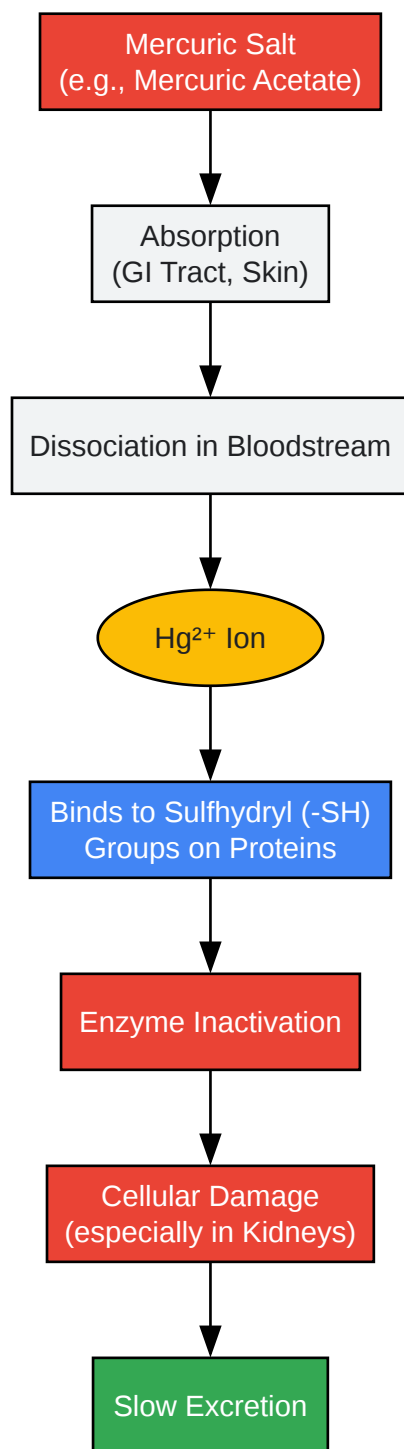 Mercuric Salt
(e.g., Mercuric Acetate)
Absorption
(GI Tract, Skin)
Dissociation in Bloodstream
Hg²⁺ Ion
Binds to Sulfhydryl (-SH)
Groups on Proteins
Enzyme Inactivation
Cellular Damage
(especially in Kidneys)
Slow Excretion